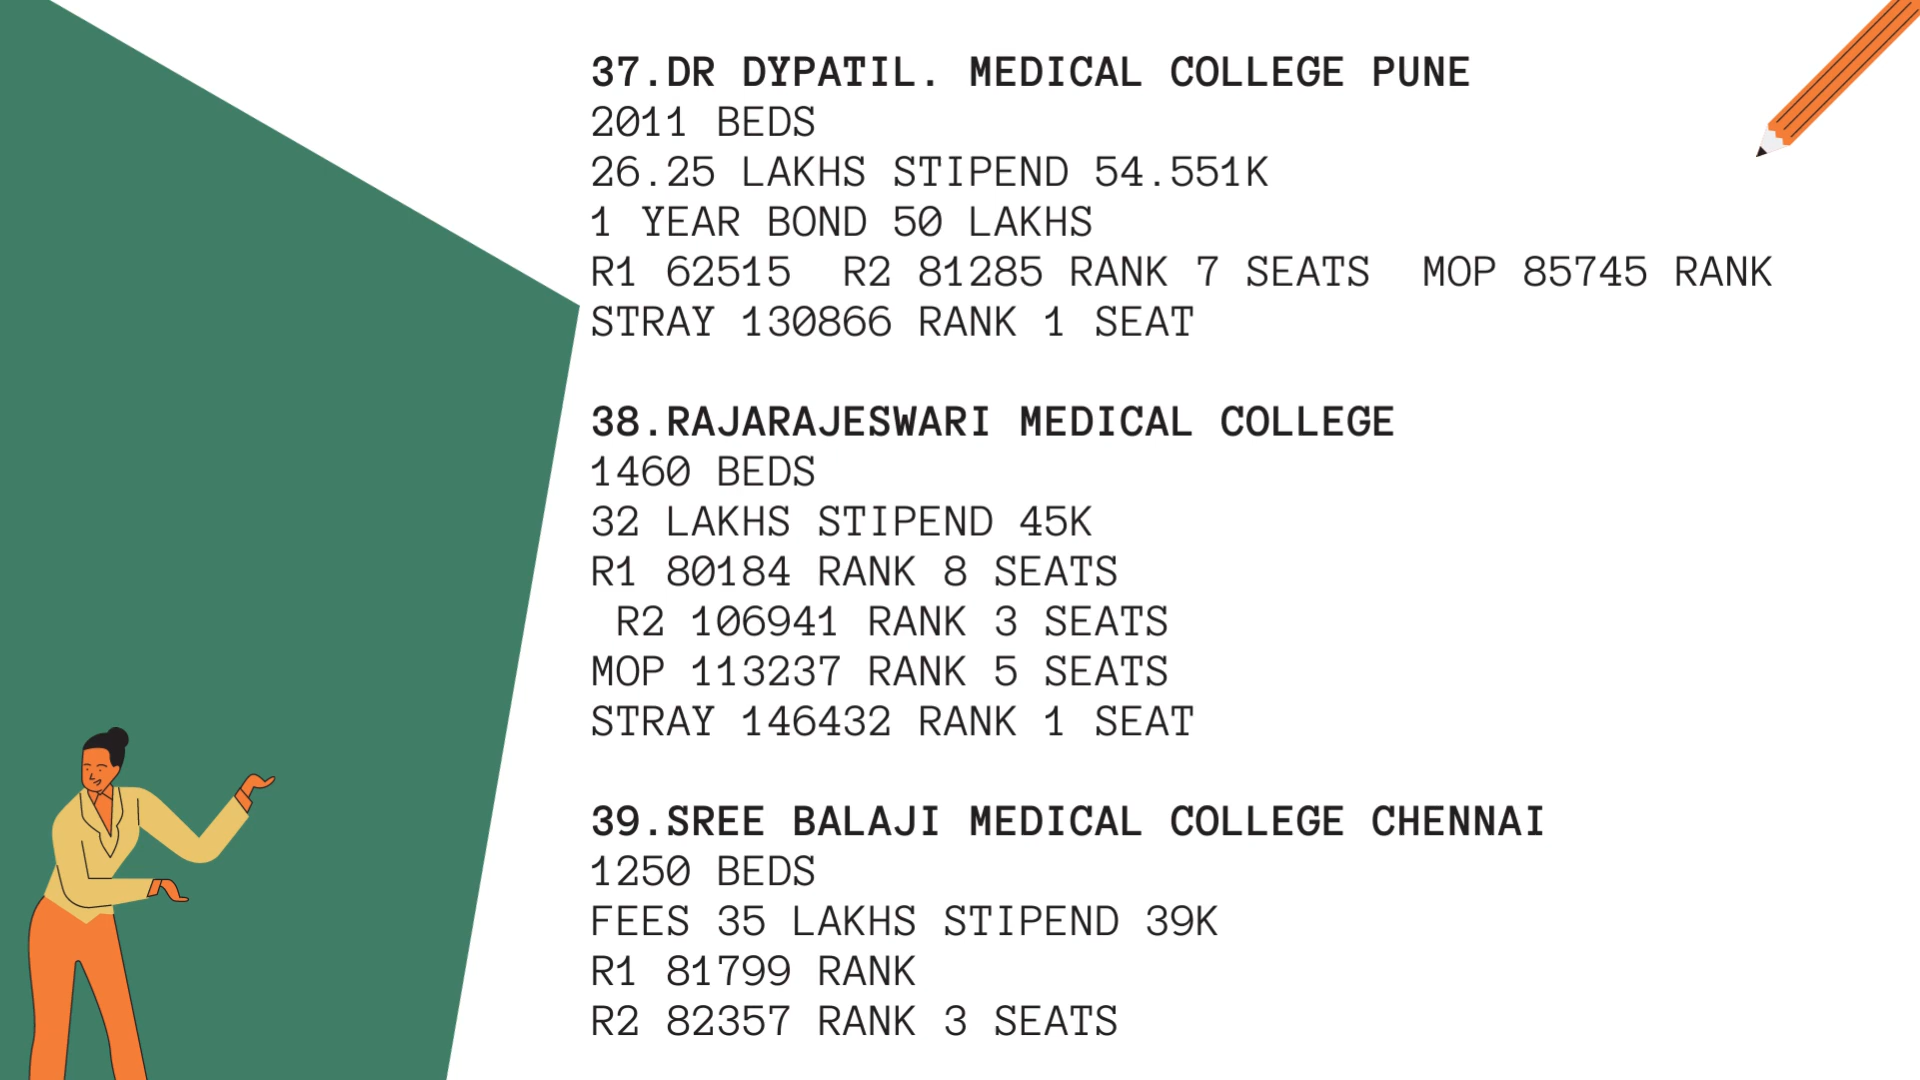 37.DR DYPATIL. MEDICAL COLLEGE PUNE
2011 BEDS
26.25 LAKHS STIPEND 54.551K
1 YEAR BOND 50 LAKHS
R1 62515  R2 81285 RANK 7 SEATS  MOP 85745 RANK
STRAY 130866 RANK 1 SEAT
38.RAJARAJESWARI MEDICAL COLLEGE
1460 BEDS
32 LAKHS STIPEND 45K
R1 80184 RANK 8 SEATS
R2 106941 RANK 3 SEATS
MOP 113237 RANK 5 SEATS
STRAY 146432 RANK 1 SEAT
39.SREE BALAJI MEDICAL COLLEGE CHENNAI
1250 BEDS
FEES 35 LAKHS STIPEND 39K
R1 81799 RANK
R2 82357 RANK 3 SEATS